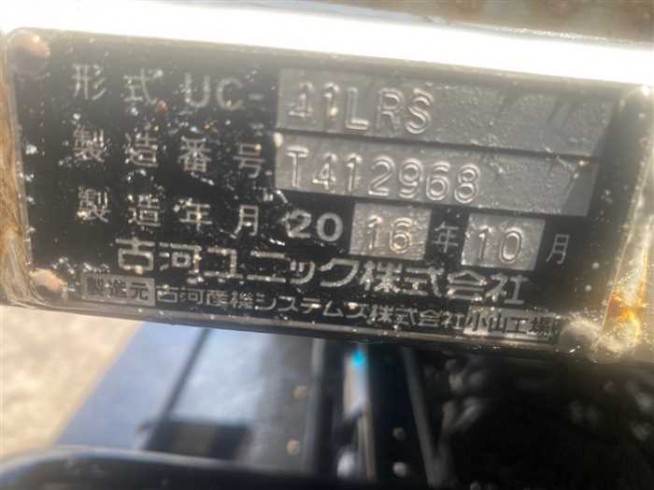 形式 UC-41LRS
製造番号 T412968
製造年月 2016年10月
古河ユニック株式会社
製造元 古河産機システムズ株式会社小山工場